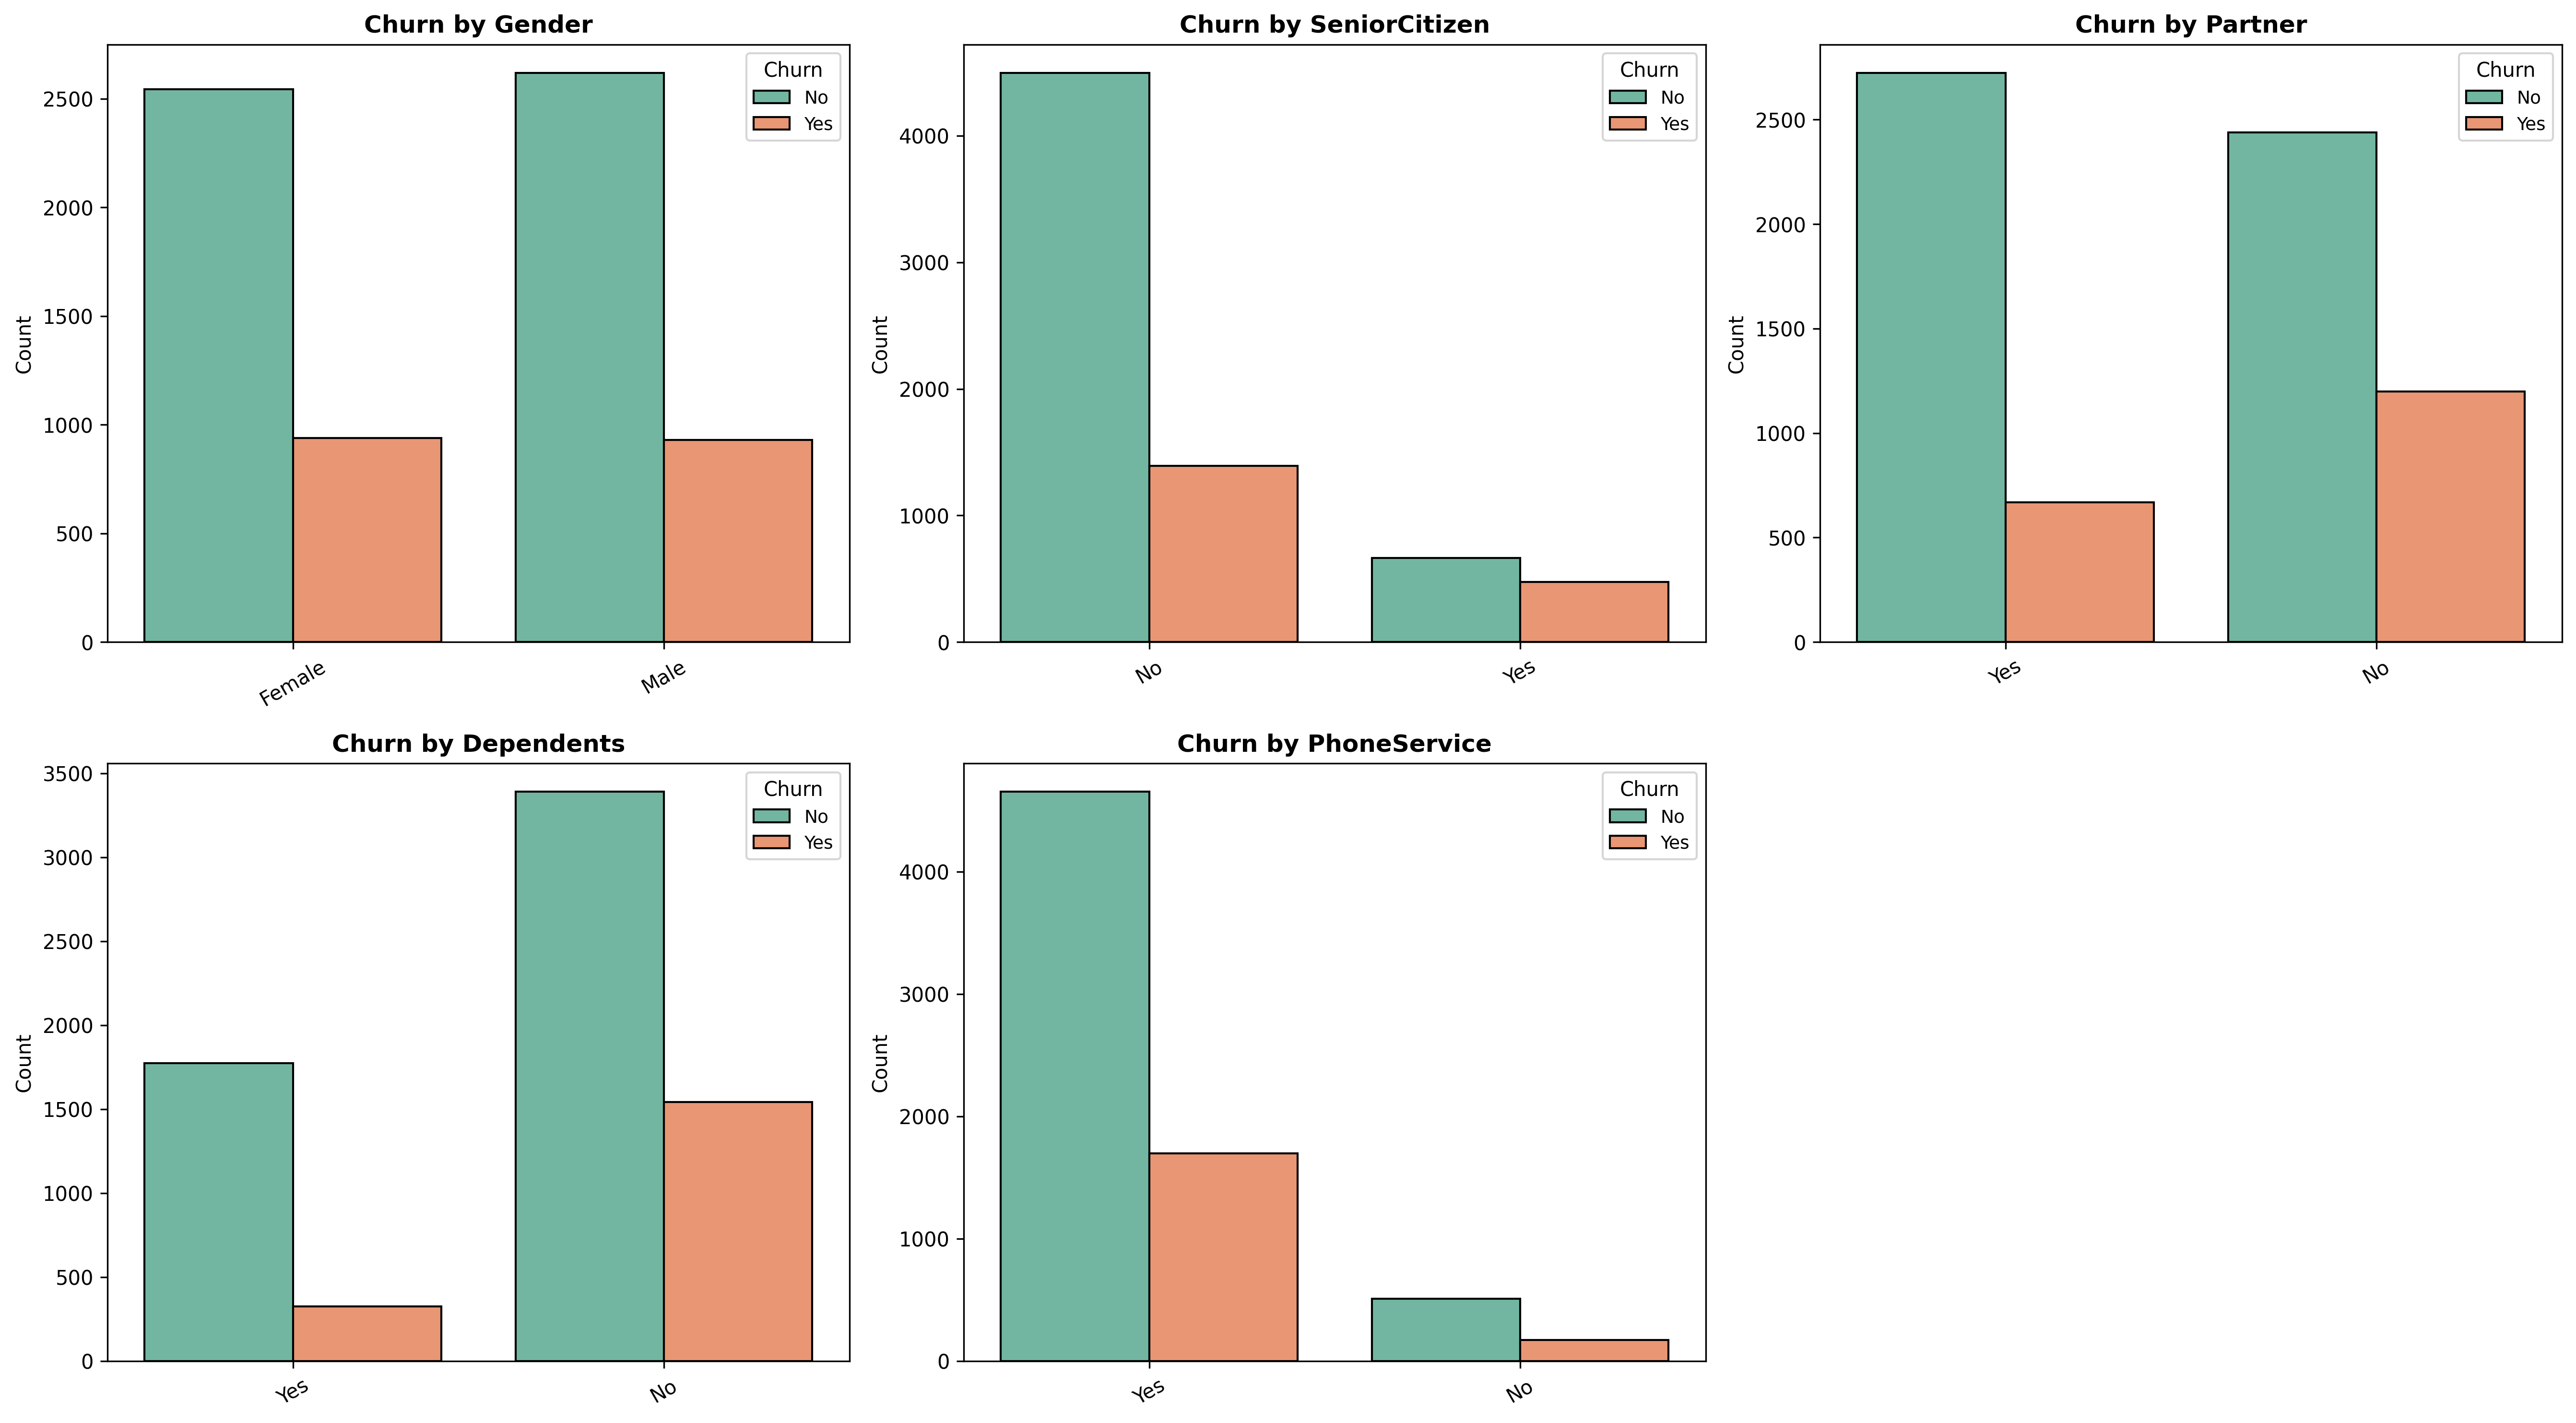 Churn by Gender
Churn
No
Yes
Count
2500
2000
1500
1000
500
0
Female
Male
Churn by SeniorCitizen
Churn
No
Yes
Count
4000
3000
2000
1000
0
No
Yes
Churn by Partner
Churn
No
Yes
Count
2500
2000
1500
1000
500
0
Yes
No
Churn by Dependents
Churn
No
Yes
Count
3500
3000
2500
2000
1500
1000
500
0
Yes
No
Churn by PhoneService
Churn
No
Yes
Count
4000
3000
2000
1000
0
Yes
No